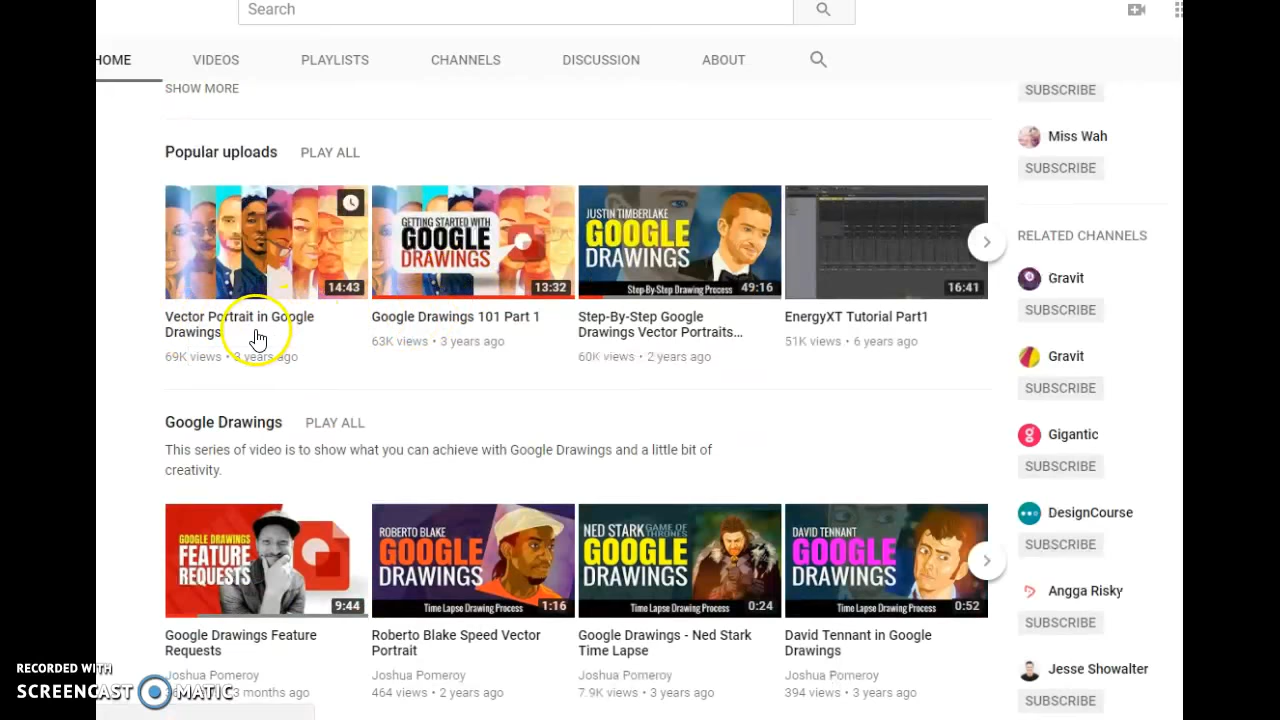 Search
HOME VIDEOS PLAYLISTS CHANNELS DISCUSSION ABOUT
SHOW MORE
SUBSCRIBE
Miss Wah
SUBSCRIBE
Popular uploads PLAY ALL
14:43
GETTING STARTED WITH
GOOGLE
DRAWINGS
13:32
JUSTIN TIMBERLAKE
GOOGLE
DRAWINGS
Step-By-Step Drawing Process
49:16
16:41
Vector Portrait in Google
Drawings
69K views • 3 years ago
Google Drawings 101 Part 1
63K views • 3 years ago
Step-By-Step Google
Drawings Vector Portraits...
60K views • 2 years ago
EnergyXT Tutorial Part1
51K views • 6 years ago
RELATED CHANNELS
Gravit
SUBSCRIBE
Gravit
SUBSCRIBE
Gigantic
SUBSCRIBE
DesignCourse
SUBSCRIBE
Angga Risky
SUBSCRIBE
Jesse Showalter
SUBSCRIBE
Google Drawings PLAY ALL
This series of video is to show what you can achieve with Google Drawings and a little bit of
creativity.
GOOGLE DRAWINGS
FEATURE
REQUESTS
9:44
ROBERTO BLAKE
GOOGLE
DRAWINGS
Time Lapse Drawing Process
1:16
NED STARK GAME OF THRONES
GOOGLE
DRAWINGS
Time Lapse Drawing Process
0:24
DAVID TENNANT
GOOGLE
DRAWINGS
Time Lapse Drawing Process
0:52
Google Drawings Feature
Requests
Joshua Pomeroy
3 months ago
Roberto Blake Speed Vector
Portrait
Joshua Pomeroy
464 views • 2 years ago
Google Drawings - Ned Stark
Time Lapse
Joshua Pomeroy
7.9K views • 3 years ago
David Tennant in Google
Drawings
Joshua Pomeroy
394 views • 3 years ago
RECORDED WITH
SCREENCAST MATIC